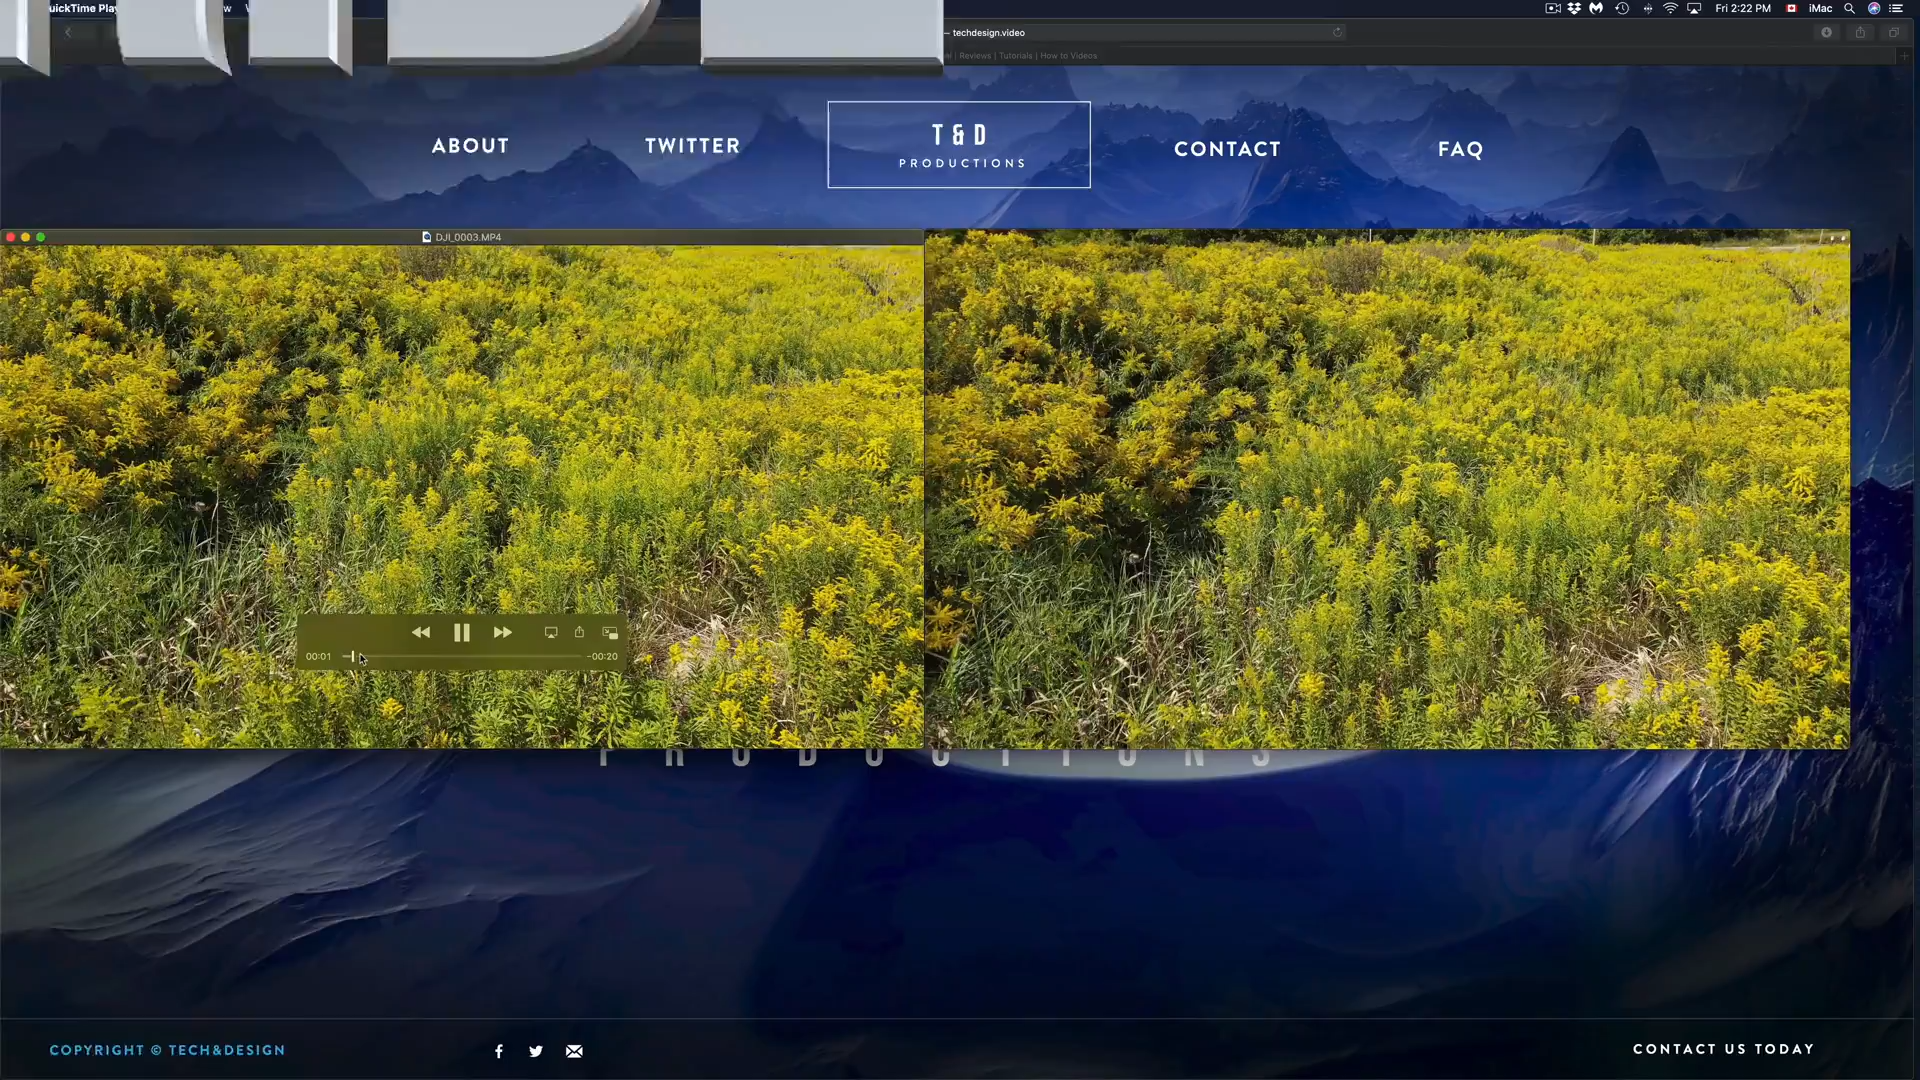 uickTime Play
Fri 2:22 PM
iMac
techdesign.video
| Reviews | Tutorials | How to Videos
ABOUT
TWITTER
T & D
PRODUCTIONS
CONTACT
FAQ
DJI_0003.MP4
00:01
-00:20
PRODUCTIONS
COPYRIGHT © TECH&DESIGN
CONTACT US TODAY